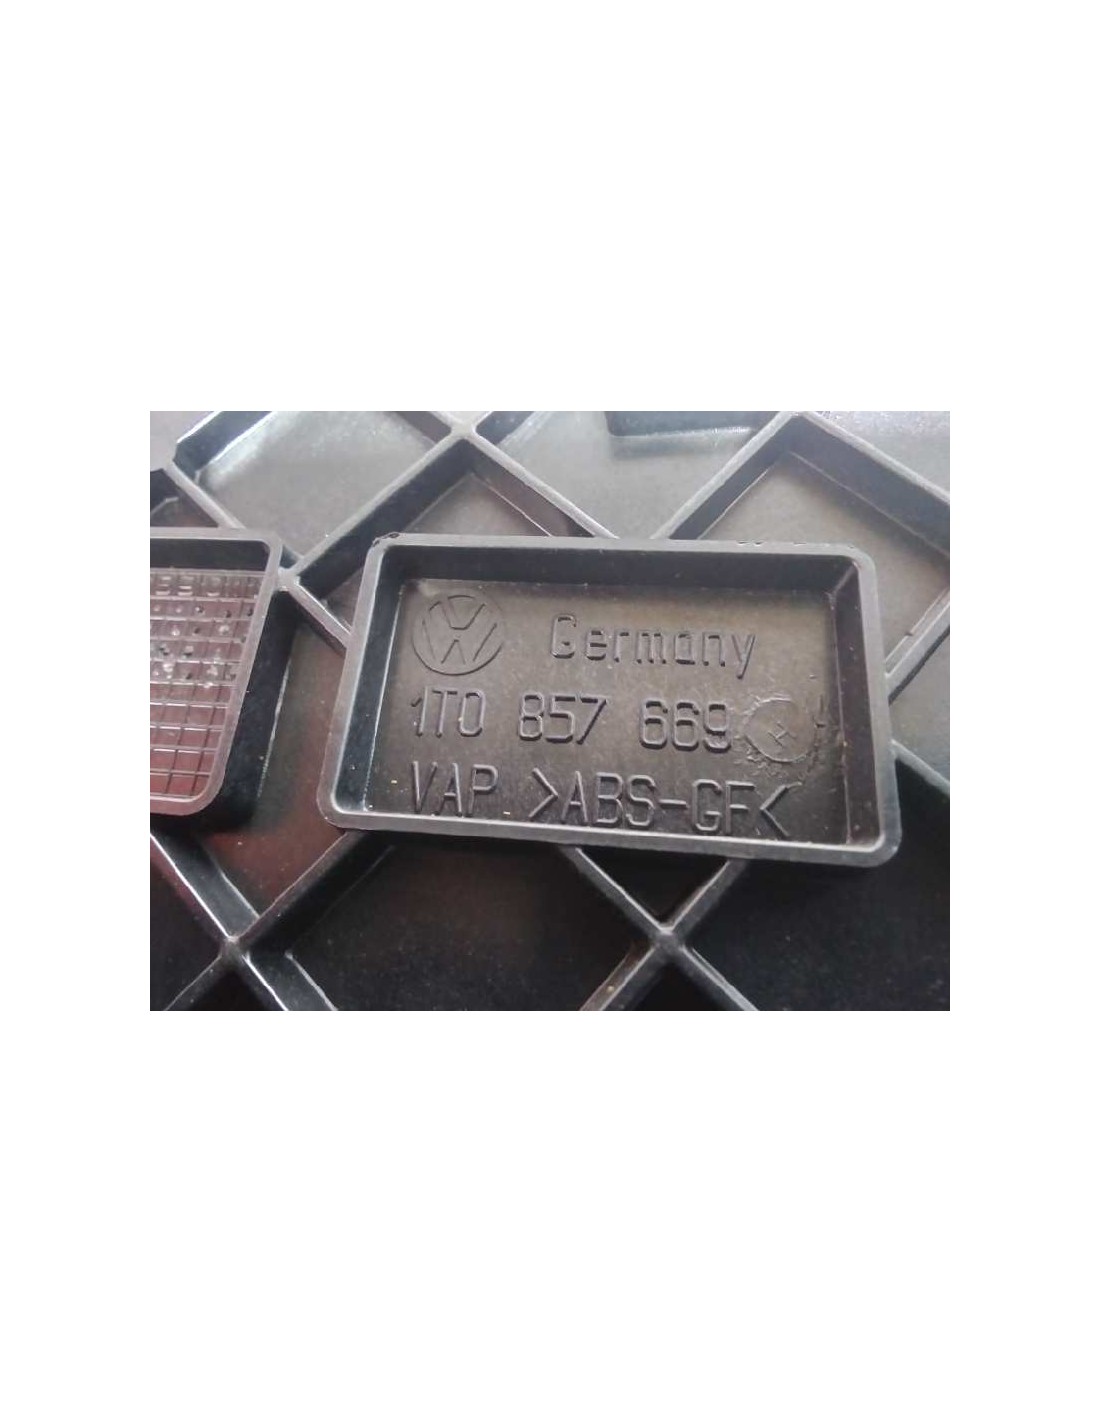 Germany
1T0 857 669 H
VAP >ABS-GF<